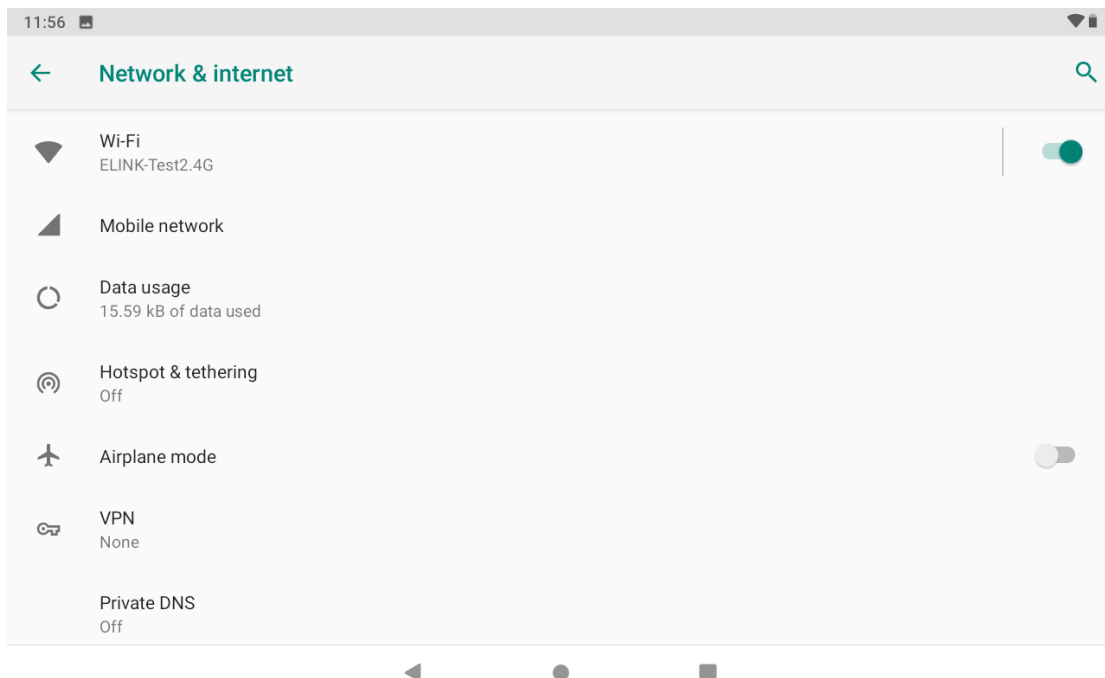 11:56
Network & internet
Wi-Fi
ELINK-Test2.4G
Mobile network
Data usage
15.59 kB of data used
Hotspot & tethering
Off
Airplane mode
VPN
None
Private DNS
Off